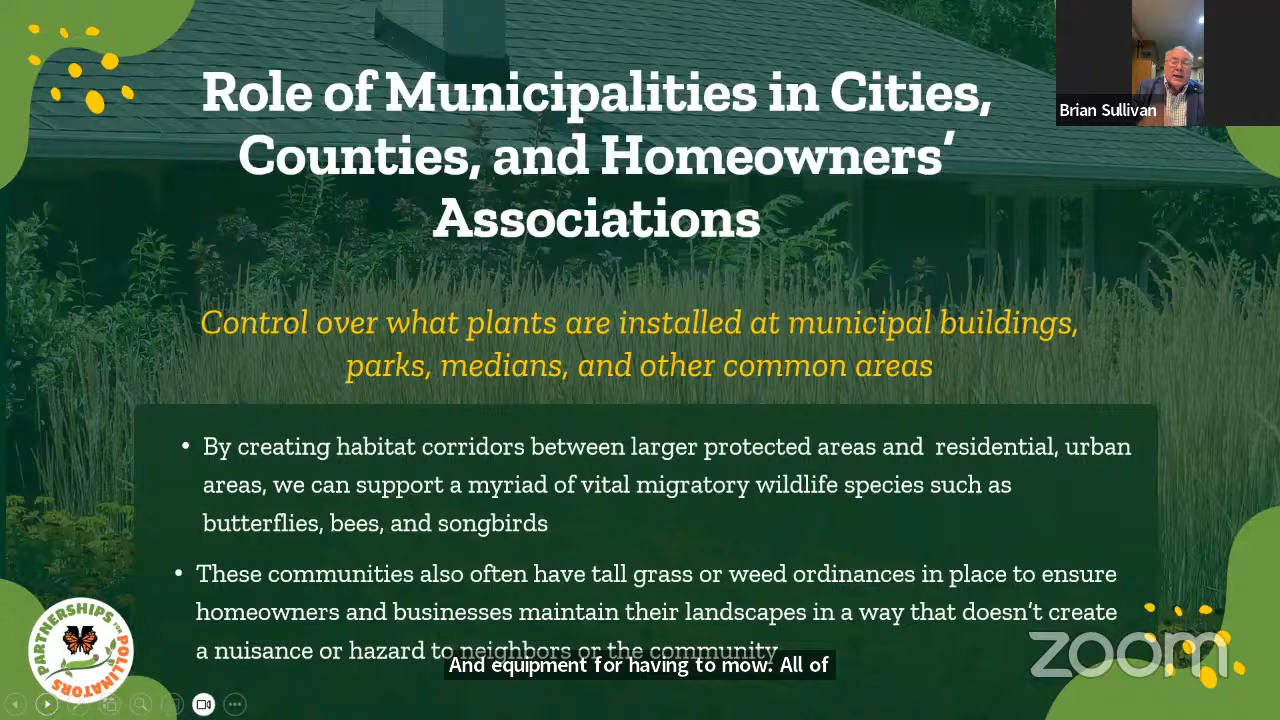 Role of Municipalities in Cities,
Counties, and Homeowners'
Associations
Brian Sullivan
Control over what plants are installed at municipal buildings,
parks, medians, and other common areas
• By creating habitat corridors between larger protected areas and residential, urban
areas, we can support a myriad of vital migratory wildlife species such as
butterflies, bees, and songbirds
• These communities also often have tall grass or weed ordinances in place to ensure
homeowners and businesses maintain their landscapes in a way that doesn't create
a nuisance or hazard to neighbors or the community
And equipment for having to mow. All of
PARTNERSHIPS FOR POLLINATORS
zoom